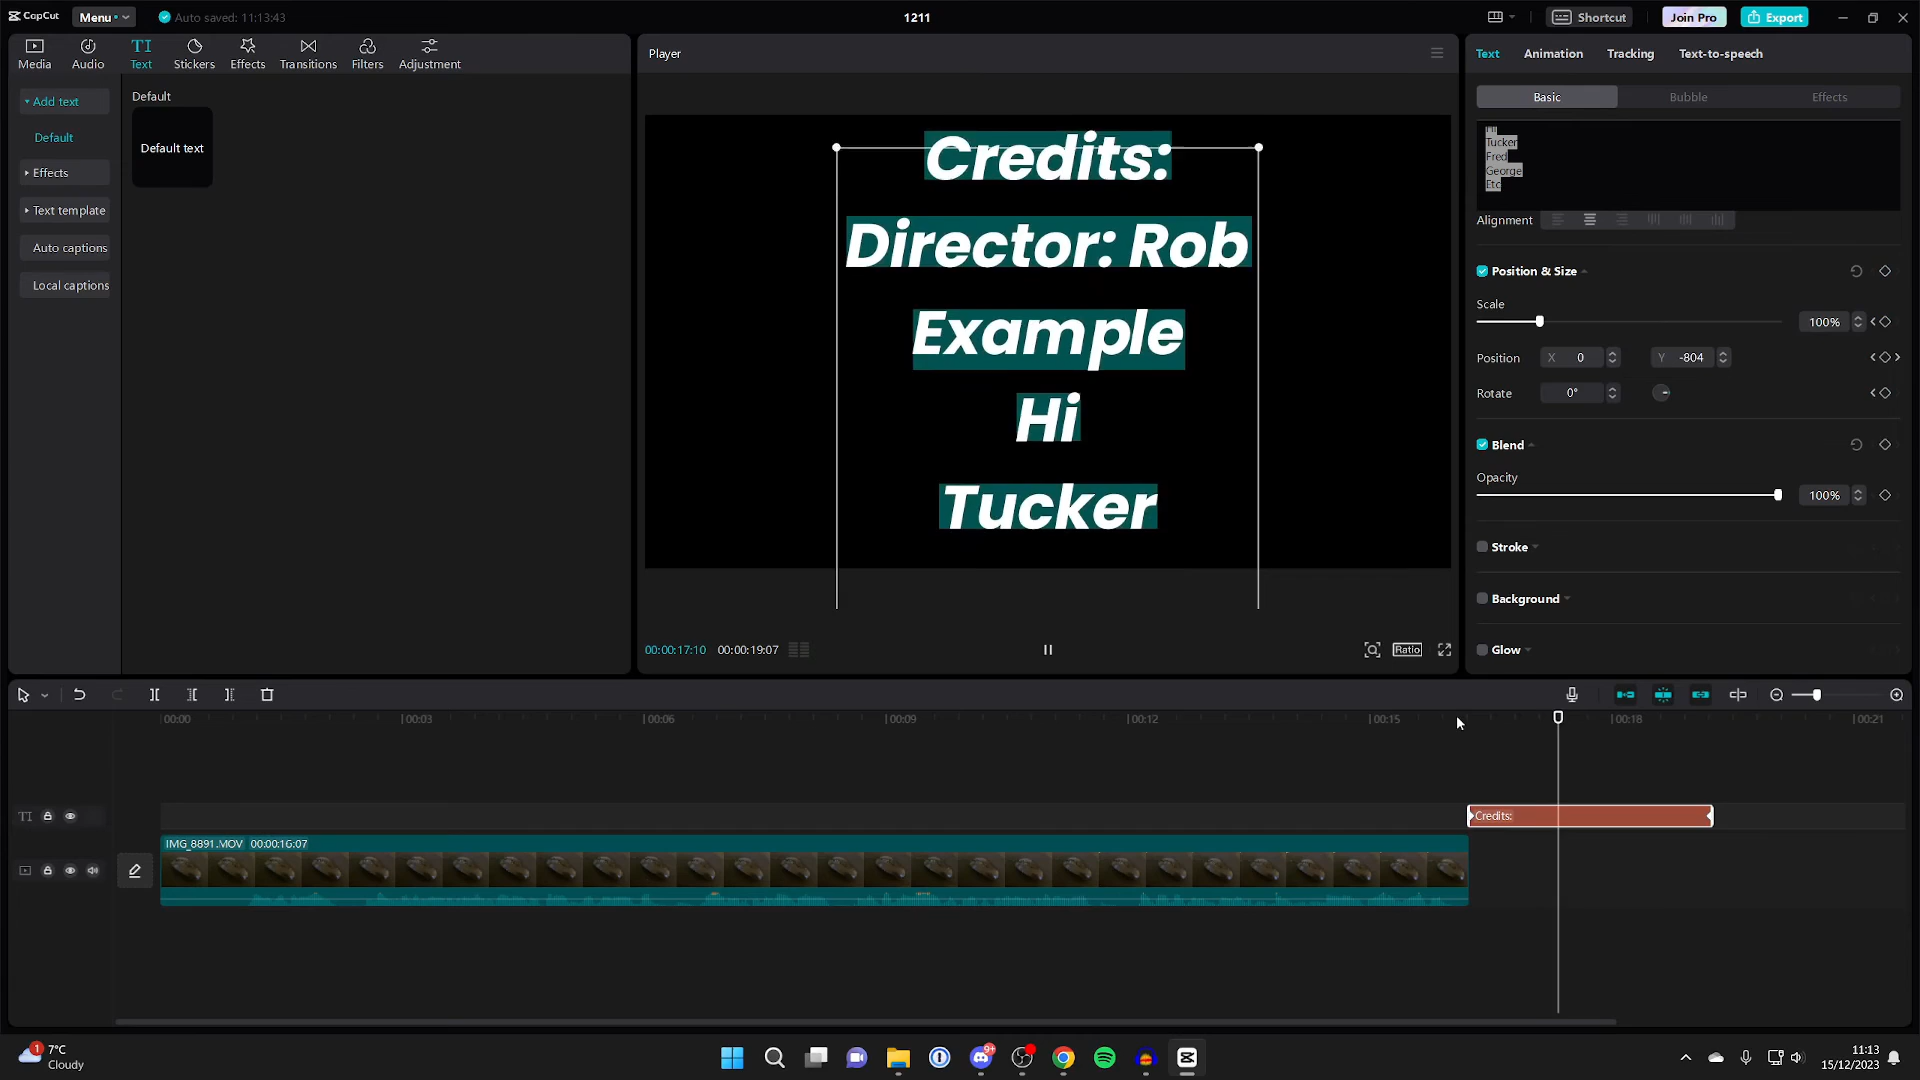 CapCut
Menu
Auto saved: 11:13:43
1211
Shortcut
Join Pro
Export
Media
Audio
TI
Text
Stickers
Effects
Transitions
Filters
Adjustment
Add text
Default
Effects
Text template
Auto captions
Local captions
Default
Default text
Player
Credits:
Director: Rob
Example
Hi
Tucker
00:00:17:10
00:00:19:07
Ratio
Text
Animation
Tracking
Text-to-speech
Basic
Bubble
Effects
Hi
Tucker
Fred
George
Etc
Alignment
Position & Size
Scale
100%
Position
X 0
Y -804
Rotate
0°
Blend
Opacity
100%
Stroke
Background
Glow
00:00
00:03
00:06
00:09
00:12
00:15
00:18
00:21
TI
Credits:
IMG_8891.MOV 00:00:16:07
1
7°C
Cloudy
9+
11:13
15/12/2023